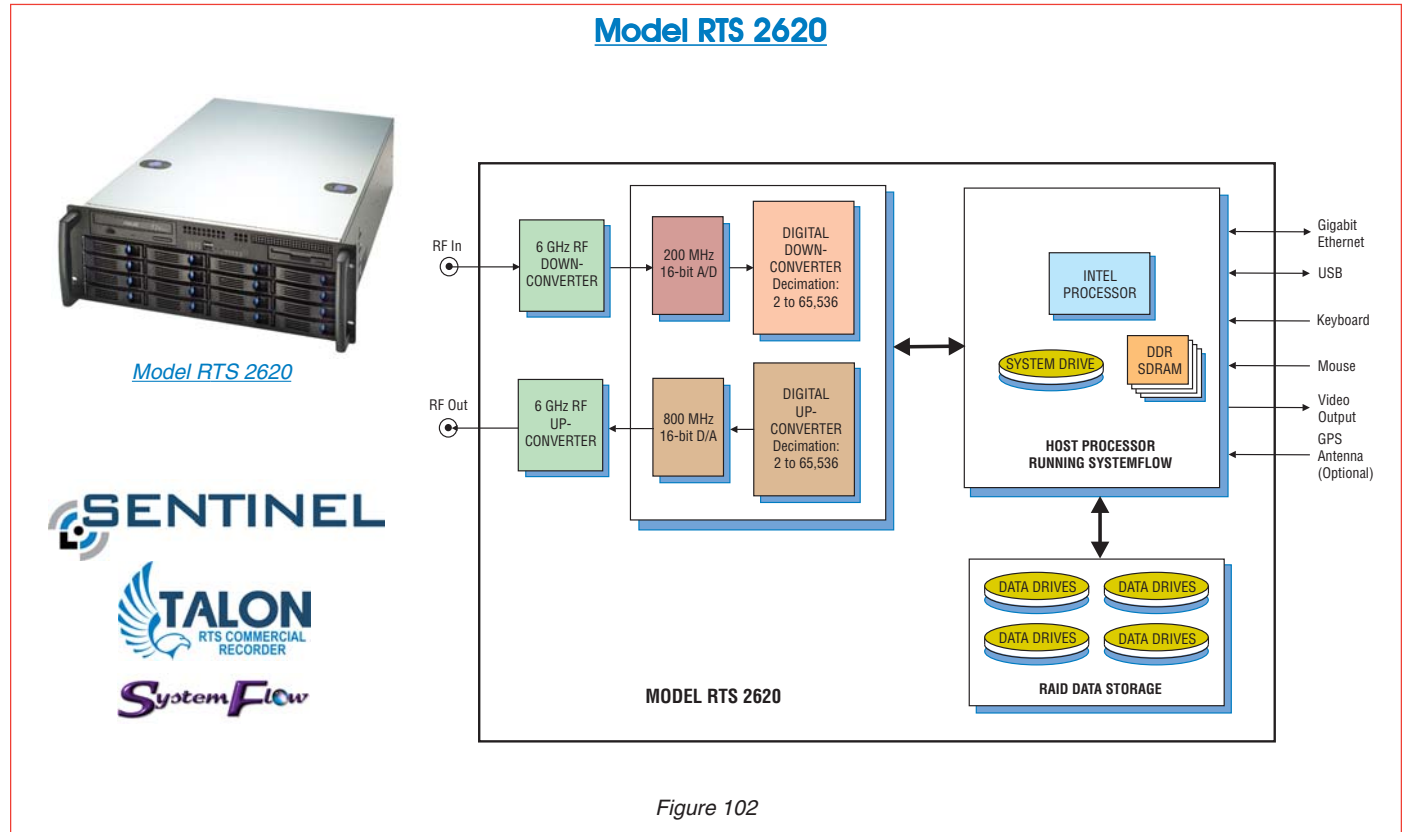 Model RTS 2620
Model RTS 2620
SENTINEL
TALON
RTS COMMERCIAL
RECORDER
SystemFlow
RF In
6 GHz RF
DOWN-
CONVERTER
200 MHz
16-bit A/D
DIGITAL
DOWN-
CONVERTER
Decimation:
2 to 65,536
RF Out
6 GHz RF
UP-
CONVERTER
800 MHz
16-bit D/A
DIGITAL
UP-
CONVERTER
Decimation:
2 to 65,536
INTEL
PROCESSOR
SYSTEM DRIVE
DDR
SDRAM
HOST PROCESSOR
RUNNING SYSTEMFLOW
Gigabit
Ethernet
USB
Keyboard
Mouse
Video
Output
GPS
Antenna
(Optional)
DATA DRIVES
DATA DRIVES
DATA DRIVES
DATA DRIVES
RAID DATA STORAGE
MODEL RTS 2620
Figure 102